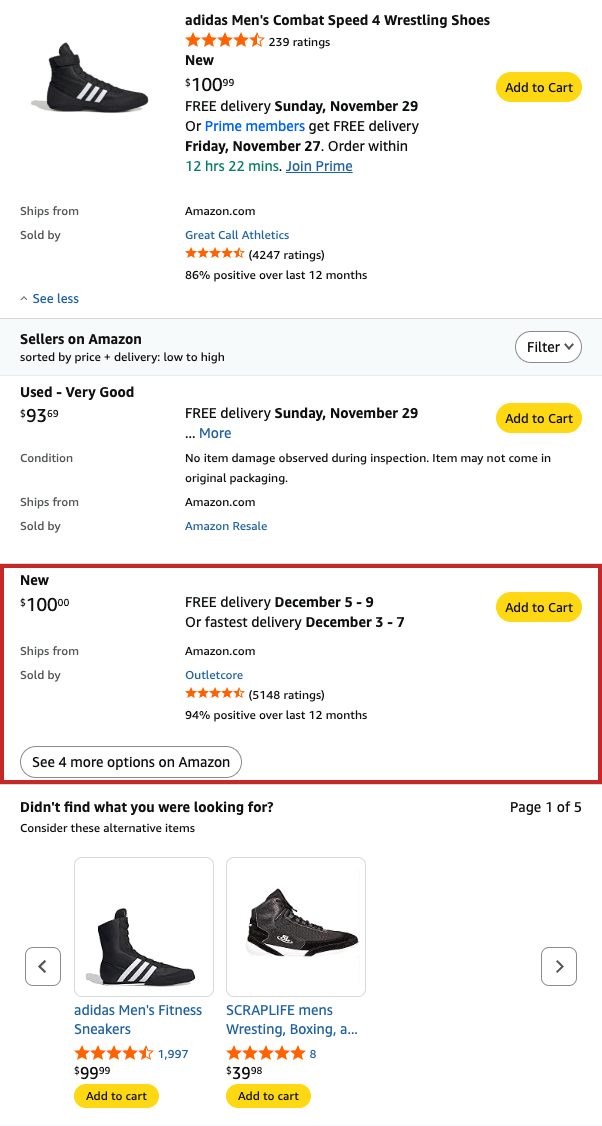 adidas Men's Combat Speed 4 Wrestling Shoes
239 ratings
New
$100.99
Add to Cart
FREE delivery Sunday, November 29
Or Prime members get FREE delivery
Friday, November 27. Order within
12 hrs 22 mins. Join Prime
Ships from Amazon.com
Sold by Great Call Athletics
(4247 ratings)
86% positive over last 12 months
See less
Sellers on Amazon
sorted by price + delivery: low to high
Filter
Used - Very Good
$93.69 FREE delivery Sunday, November 29
... More
Add to Cart
Condition No item damage observed during inspection. Item may not come in
original packaging.
Ships from Amazon.com
Sold by Amazon Resale
New
$100.00 FREE delivery December 5 - 9
Or fastest delivery December 3 - 7
Add to Cart
Ships from Amazon.com
Sold by Outletcore
(5148 ratings)
94% positive over last 12 months
See 4 more options on Amazon
Didn't find what you were looking for? Page 1 of 5
Consider these alternative items
adidas Men's Fitness
Sneakers
1,997
$99.99
Add to cart
SCRAPLIFE mens
Wresting, Boxing, a...
8
$39.98
Add to cart